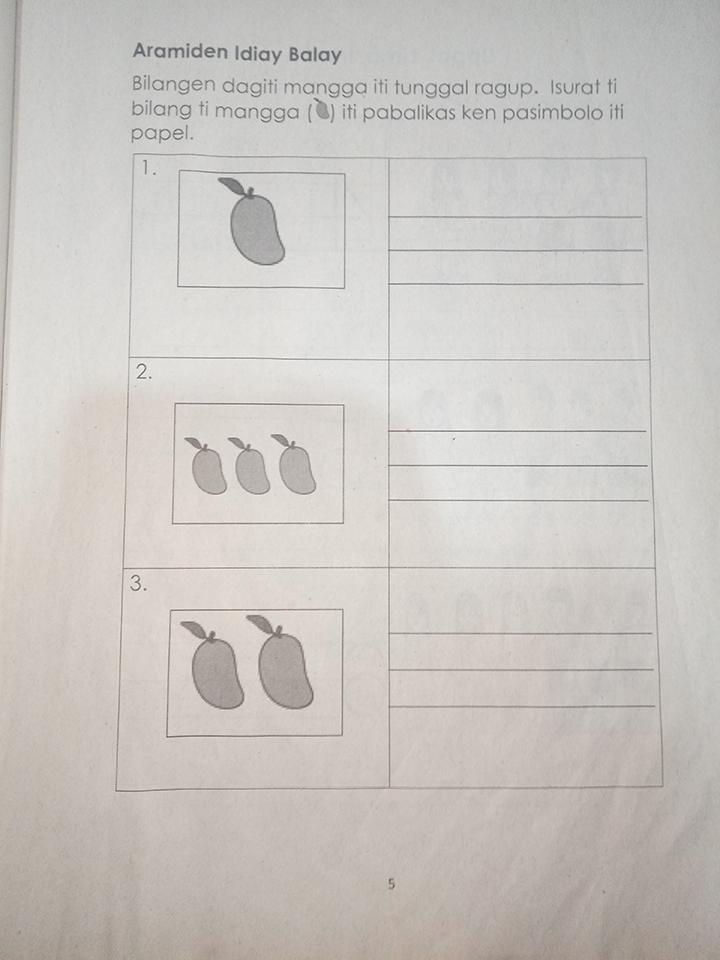 Aramiden Idiay Balay
Bilangen dagiti mangga iti tunggal ragup. Isurat ti
bilang ti mangga ( ) iti pabalikas ken pasimbolo iti
papel.
1.
2.
3.
5